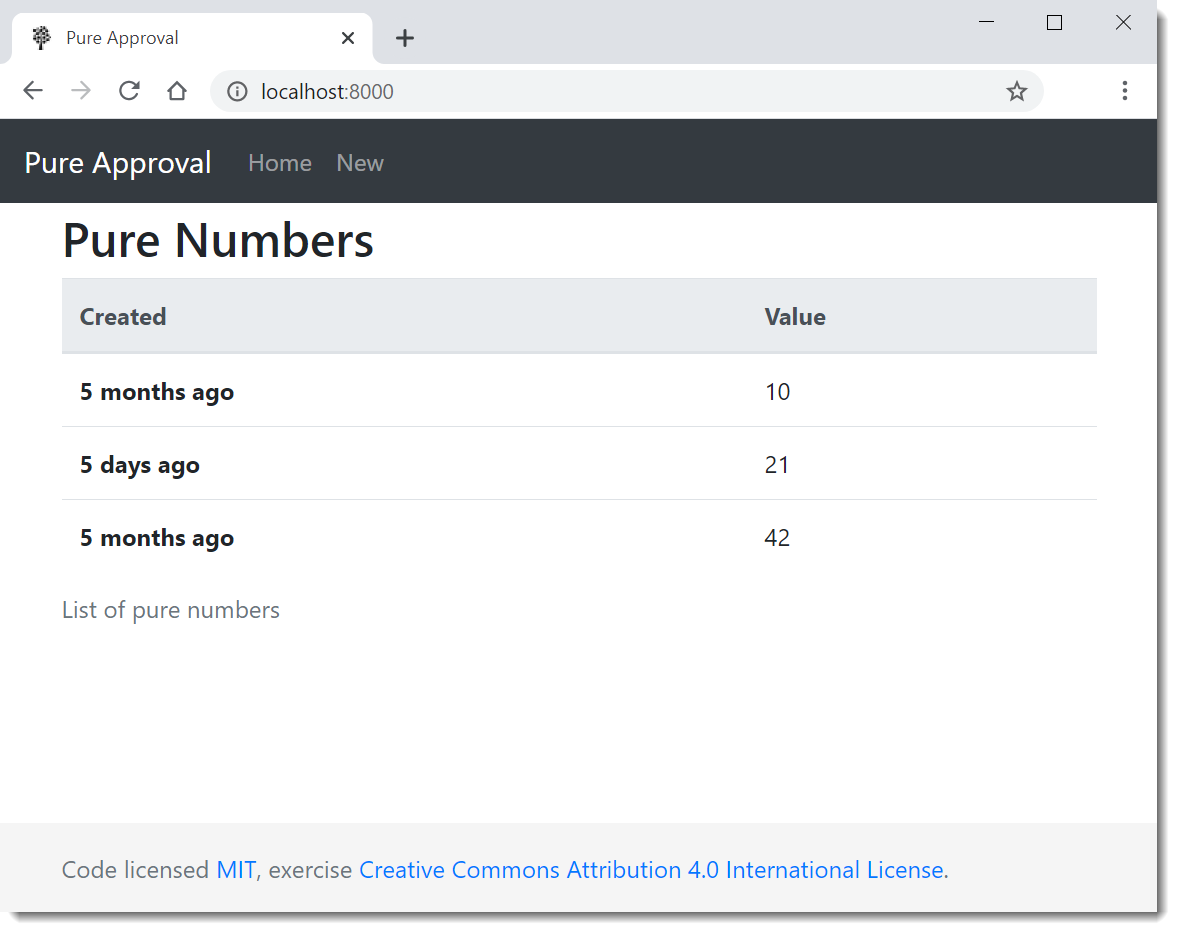 Pure Approval
localhost:8000
Pure Approval Home New
Pure Numbers
Created Value
5 months ago 10
5 days ago 21
5 months ago 42
List of pure numbers
Code licensed MIT, exercise Creative Commons Attribution 4.0 International License.